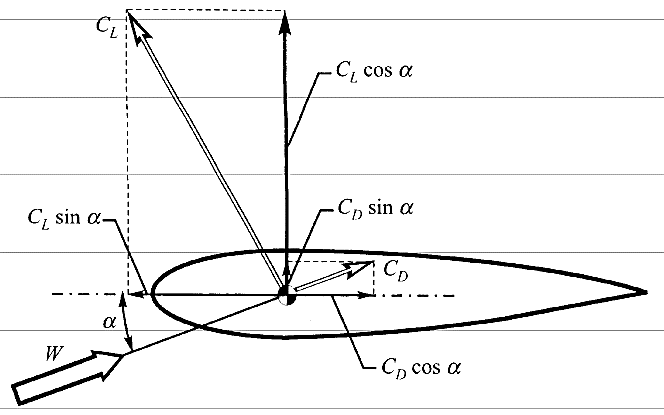 C_L
C_L cos α
C_D sin α
C_L sin α
C_D
α
W
C_D cos α